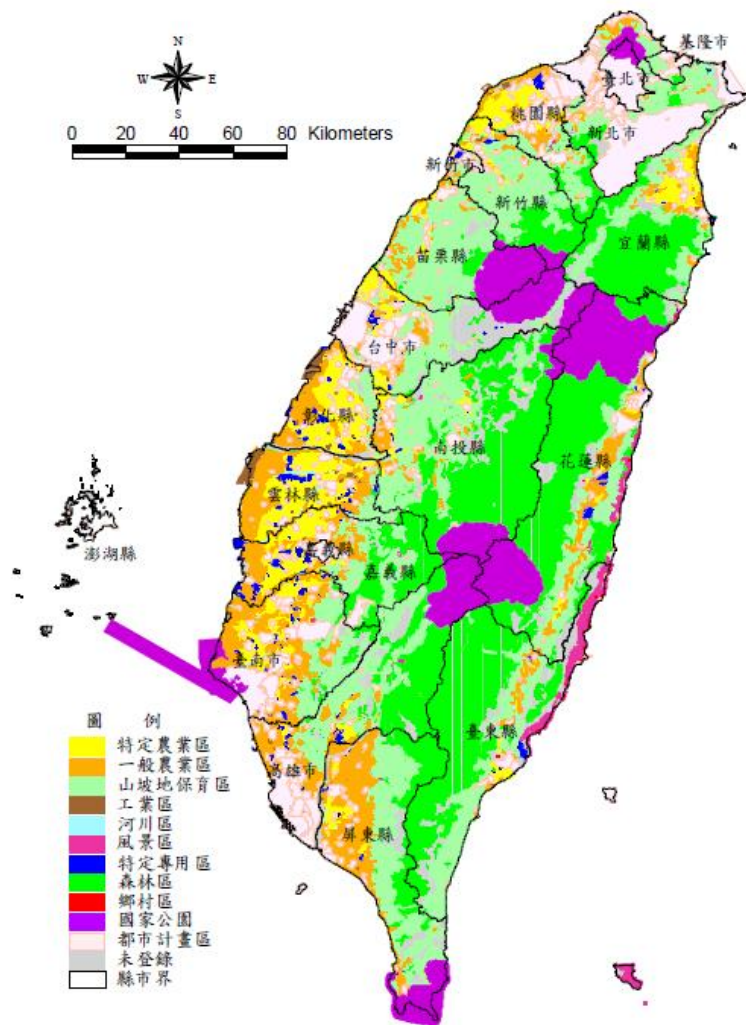 N
W E
S
0 20 40 60 80 Kilometers
基隆市
臺北市
桃園縣
新北市
新竹市
新竹縣
宜蘭縣
苗栗縣
台中市
彰化縣
南投縣
花蓮縣
雲林縣
嘉義縣
嘉義縣
澎湖縣
臺南市
臺東縣
高雄市
屏東縣
圖 例
特定農業區
一般農業區
山坡地保育區
工業區
河川區
風景區
特定專用區
森林區
鄉村區
國家公園
都市計畫區
未登錄
縣市界